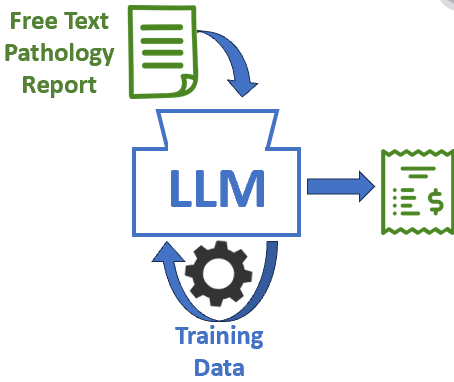 Free Text
Pathology
Report
LLM
$
Training
Data